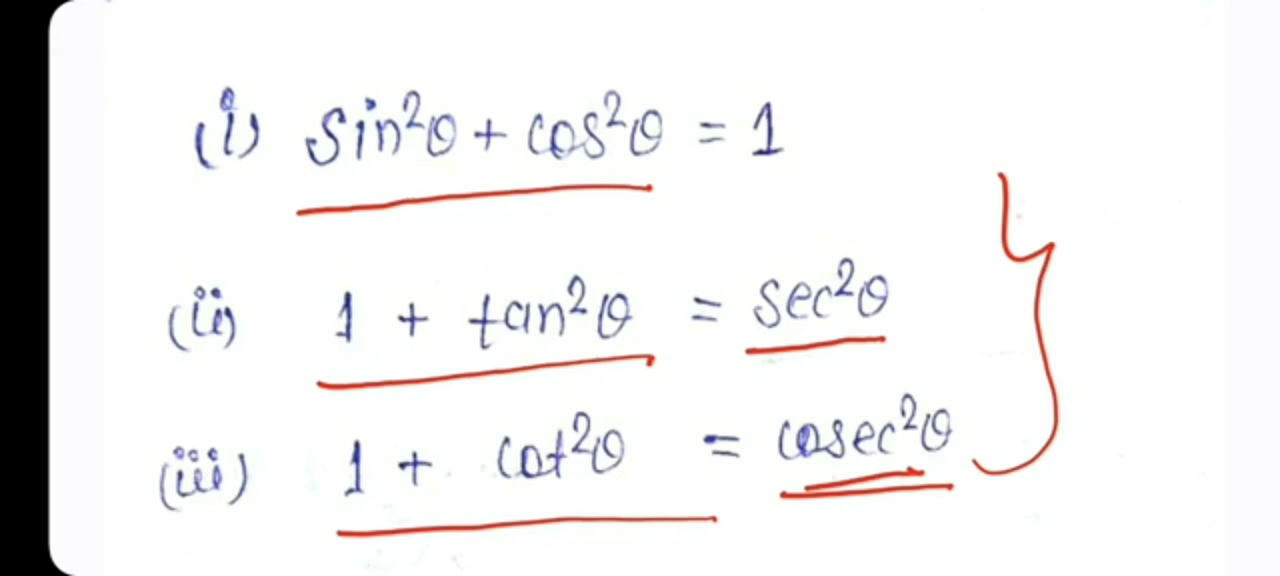 (i) sin²θ + cos²θ = 1
(ii) 1 + tan²θ = sec²θ
(iii) 1 + cot²θ = cosec²θ